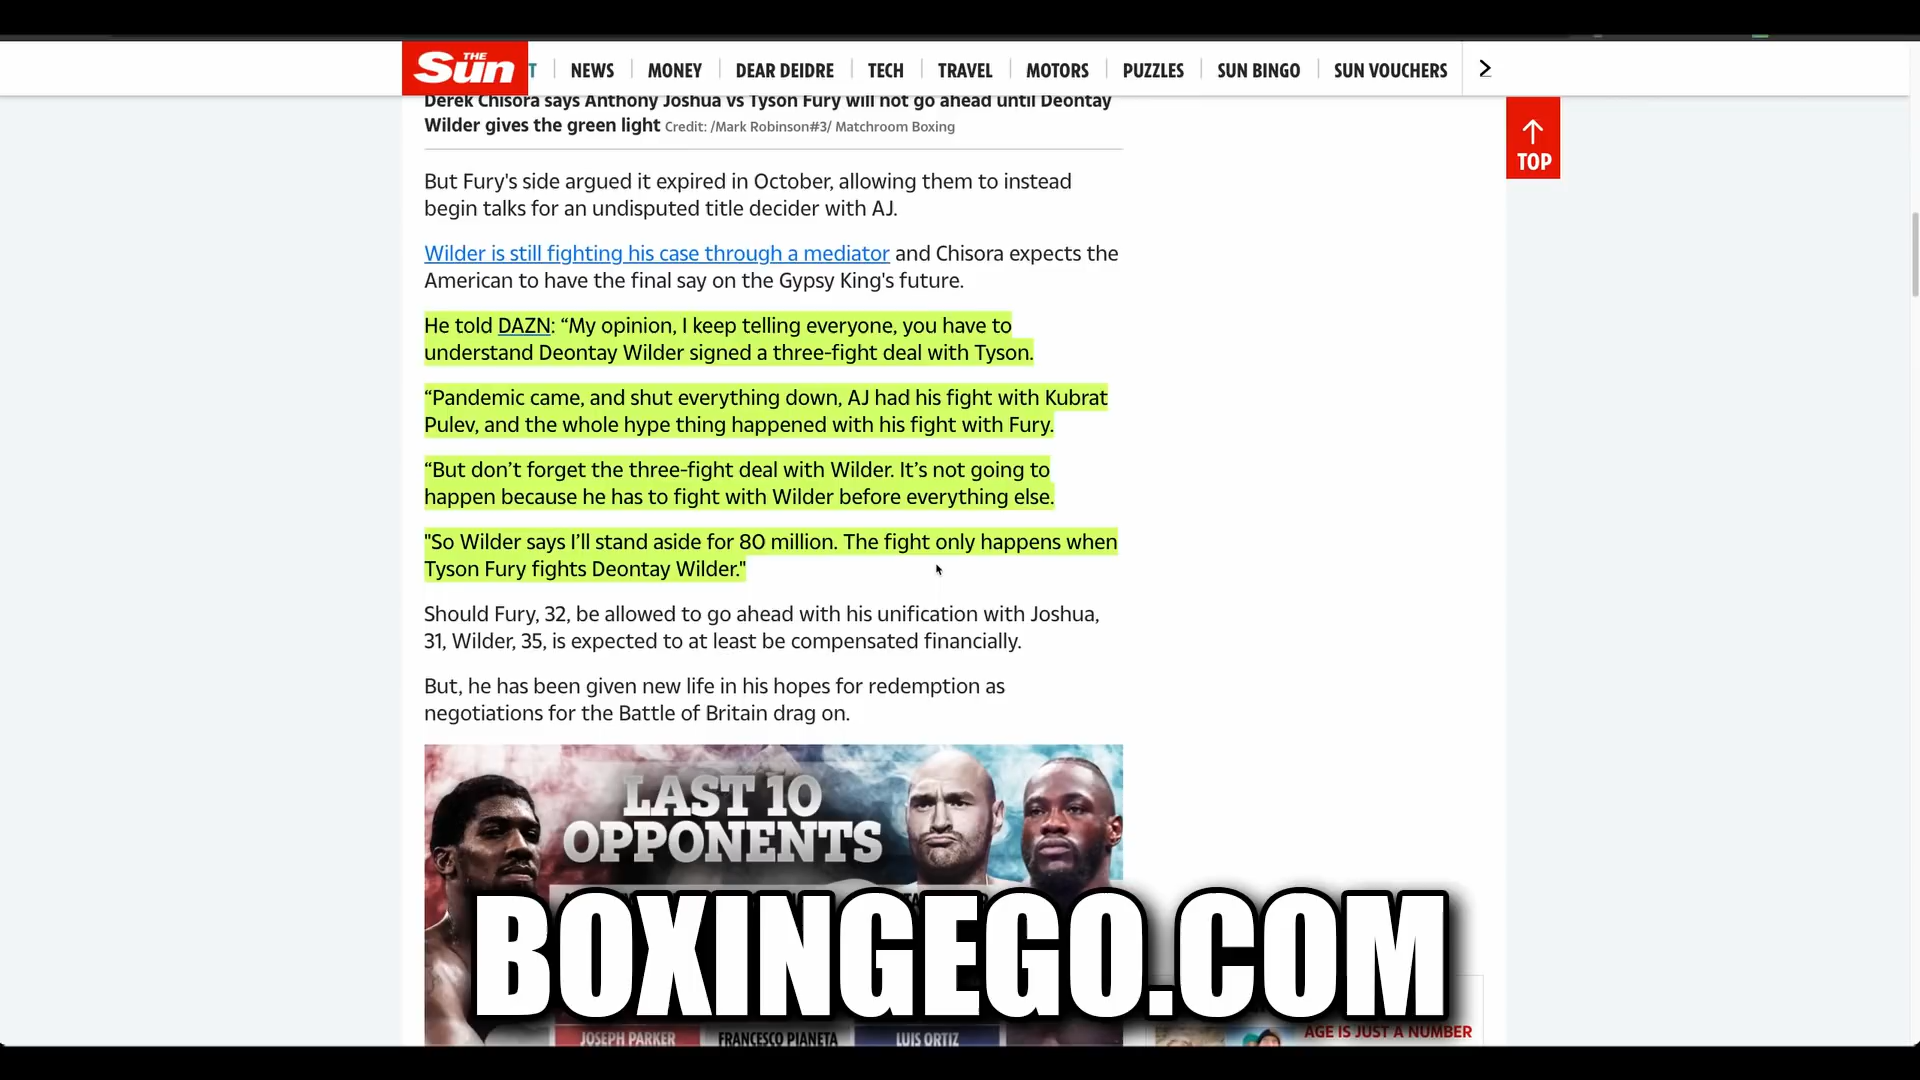 THE
Sun
T
NEWS
MONEY
DEAR DEIDRE
TECH
TRAVEL
MOTORS
PUZZLES
SUN BINGO
SUN VOUCHERS
Derek Chisora says Anthony Joshua vs Tyson Fury will not go ahead until Deontay
Wilder gives the green light Credit: /Mark Robinson#3/ Matchroom Boxing
TOP
But Fury's side argued it expired in October, allowing them to instead
begin talks for an undisputed title decider with AJ.
Wilder is still fighting his case through a mediator and Chisora expects the
American to have the final say on the Gypsy King's future.
He told DAZN: “My opinion, I keep telling everyone, you have to
understand Deontay Wilder signed a three-fight deal with Tyson.
“Pandemic came, and shut everything down, AJ had his fight with Kubrat
Pulev, and the whole hype thing happened with his fight with Fury.
“But don’t forget the three-fight deal with Wilder. It’s not going to
happen because he has to fight with Wilder before everything else.
"So Wilder says I’ll stand aside for 80 million. The fight only happens when
Tyson Fury fights Deontay Wilder."
Should Fury, 32, be allowed to go ahead with his unification with Joshua,
31, Wilder, 35, is expected to at least be compensated financially.
But, he has been given new life in his hopes for redemption as
negotiations for the Battle of Britain drag on.
LAST 10
OPPONENTS
BOXINGEGO.COM
JOSEPH PARKER
FRANCESCO PIANETA
LUIS ORTIZ
AGE IS JUST A NUMBER